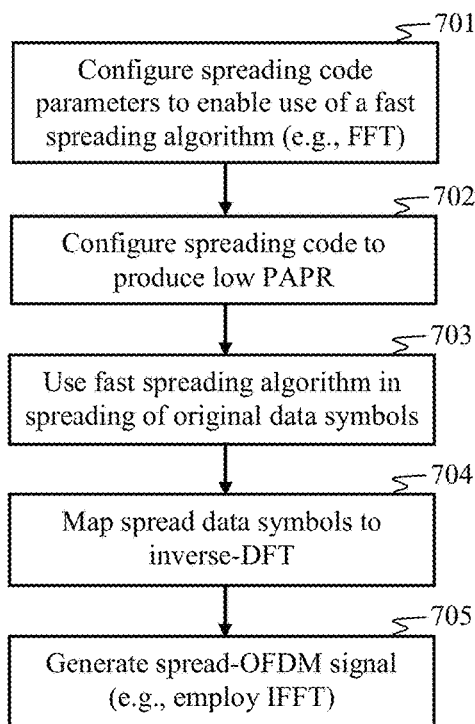 701
Configure spreading code
parameters to enable use of a fast
spreading algorithm (e.g., FFT)
702
Configure spreading code to
produce low PAPR
703
Use fast spreading algorithm in
spreading of original data symbols
704
Map spread data symbols to
inverse-DFT
705
Generate spread-OFDM signal
(e.g., employ IFFT)